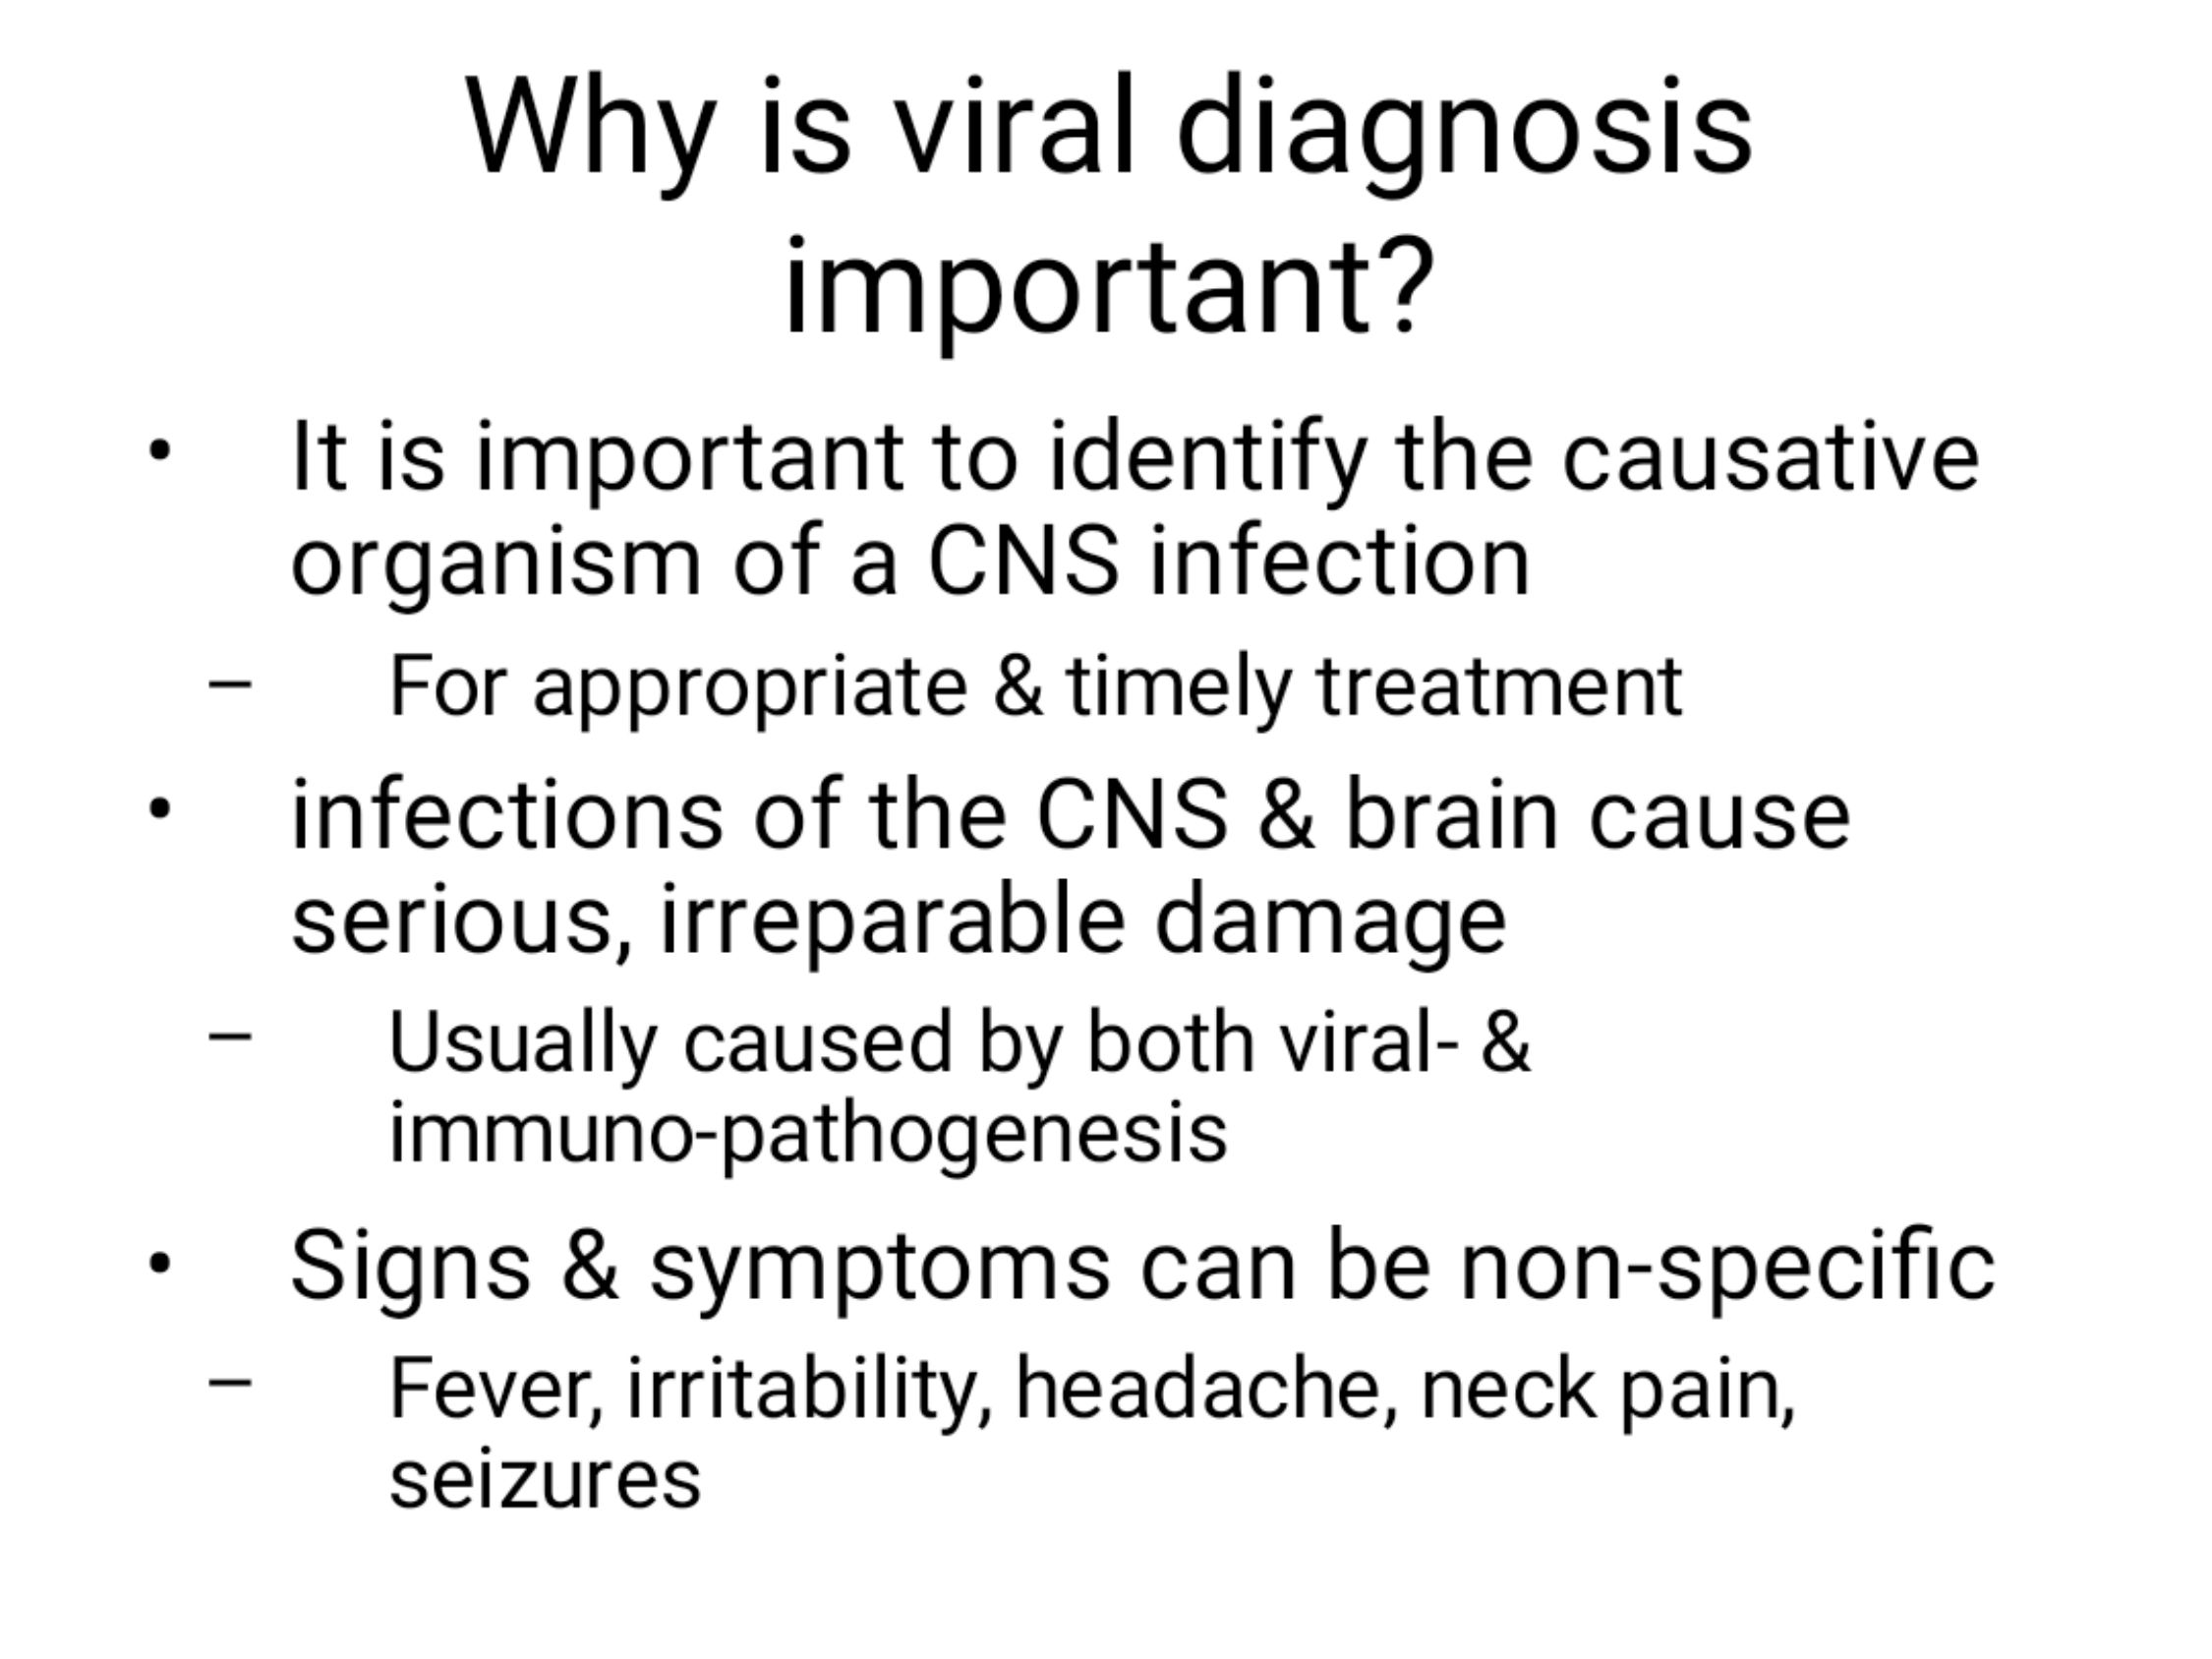 Why is viral diagnosis
important?
• It is important to identify the causative
organism of a CNS infection
– For appropriate & timely treatment
• infections of the CNS & brain cause
serious, irreparable damage
– Usually caused by both viral- &
immuno-pathogenesis
• Signs & symptoms can be non-specific
– Fever, irritability, headache, neck pain,
seizures